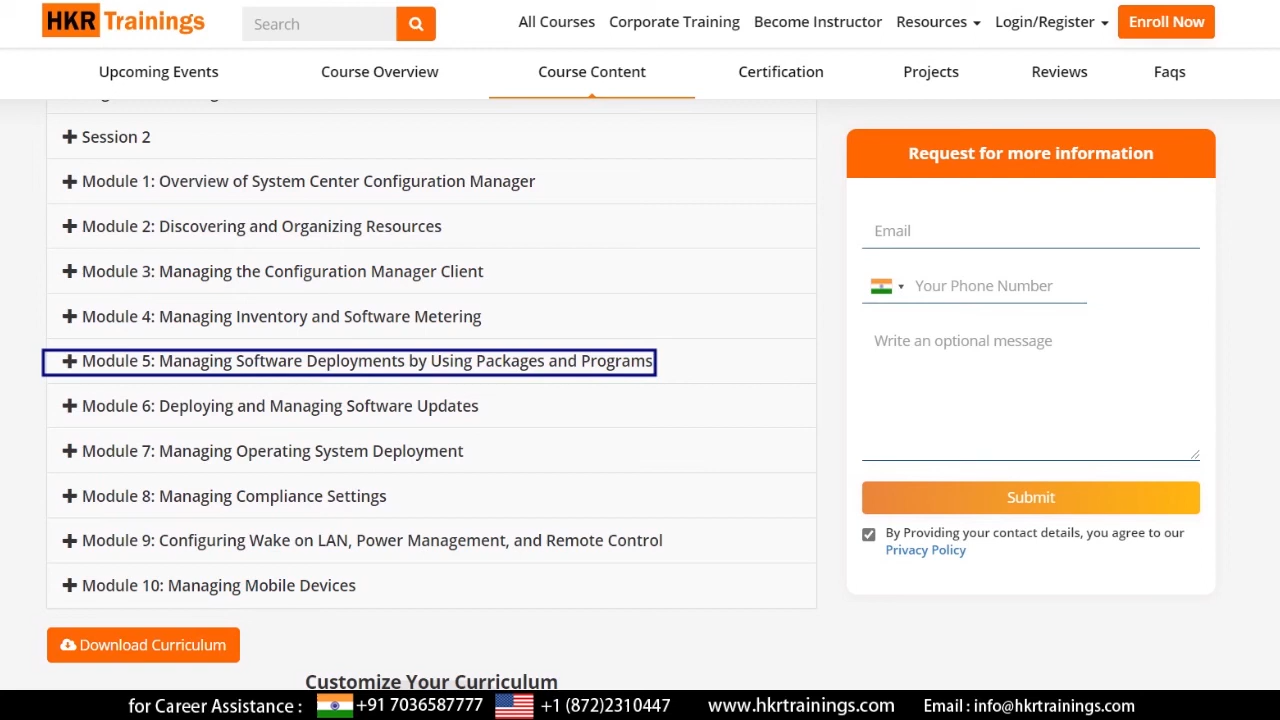 HKR Trainings
Search
All Courses
Corporate Training
Become Instructor
Resources
Login/Register
Enroll Now
Upcoming Events
Course Overview
Course Content
Certification
Projects
Reviews
Faqs
Session 2
Module 1: Overview of System Center Configuration Manager
Module 2: Discovering and Organizing Resources
Module 3: Managing the Configuration Manager Client
Module 4: Managing Inventory and Software Metering
Module 5: Managing Software Deployments by Using Packages and Programs
Module 6: Deploying and Managing Software Updates
Module 7: Managing Operating System Deployment
Module 8: Managing Compliance Settings
Module 9: Configuring Wake on LAN, Power Management, and Remote Control
Module 10: Managing Mobile Devices
Download Curriculum
Customize Your Curriculum
Request for more information
Email
Your Phone Number
Write an optional message
Submit
By Providing your contact details, you agree to our
Privacy Policy
for Career Assistance : +91 7036587777 +1 (872)2310447 www.hkrtrainings.com Email : info@hkrtrainings.com